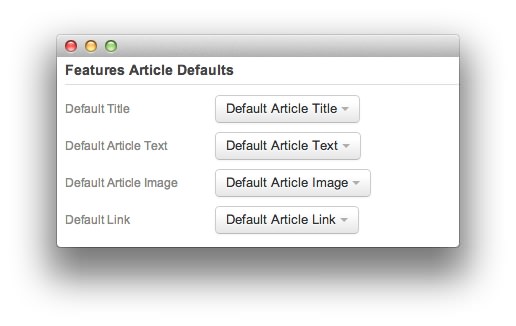 Features Article Defaults
Default Title Default Article Title
Default Article Text Default Article Text
Default Article Image Default Article Image
Default Link Default Article Link